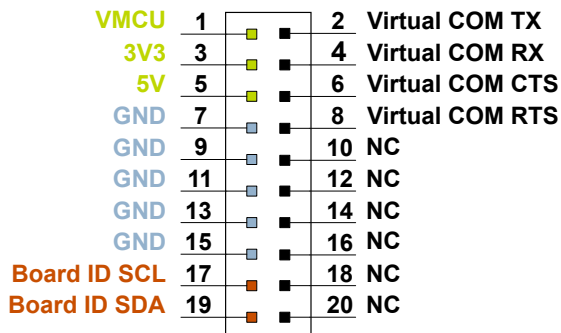 VMCU 1 2 Virtual COM TX
3V3 3 4 Virtual COM RX
5V 5 6 Virtual COM CTS
GND 7 8 Virtual COM RTS
GND 9 10 NC
GND 11 12 NC
GND 13 14 NC
GND 15 16 NC
Board ID SCL 17 18 NC
Board ID SDA 19 20 NC